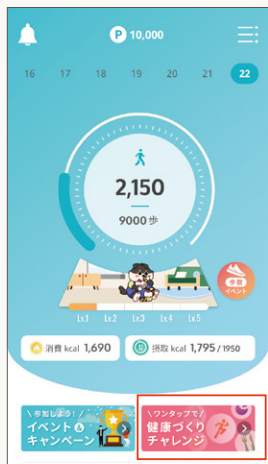 P 10,000
16 17 18 19 20 21 22
2,150
9000 歩
歩数
イベント
Lv.1 Lv.2 Lv.3 Lv.4 Lv.5
消費 kcal 1,690
摂取 kcal 1,795 / 1950
\ 参加しよう! /
イベント&
キャンペーン
\ ワンタップで /
健康づくり
チャレンジ